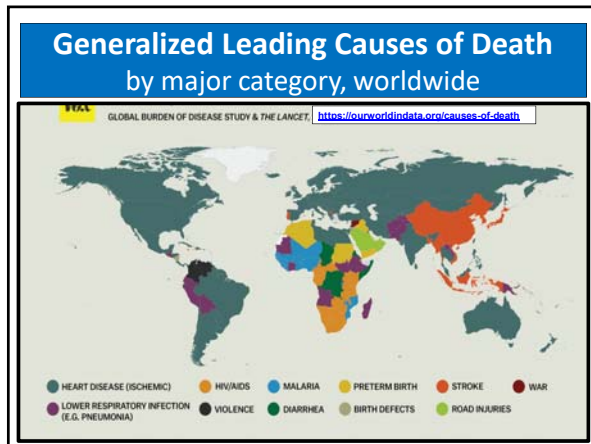 Generalized Leading Causes of Death
by major category, worldwide
GLOBAL BURDEN OF DISEASE STUDY & THE LANCET, https://ourworldindata.org/causes-of-death
HEART DISEASE (ISCHEMIC) HIV/AIDS MALARIA PRETERM BIRTH STROKE WAR
LOWER RESPIRATORY INFECTION (E.G. PNEUMONIA) VIOLENCE DIARRHEA BIRTH DEFECTS ROAD INJURIES